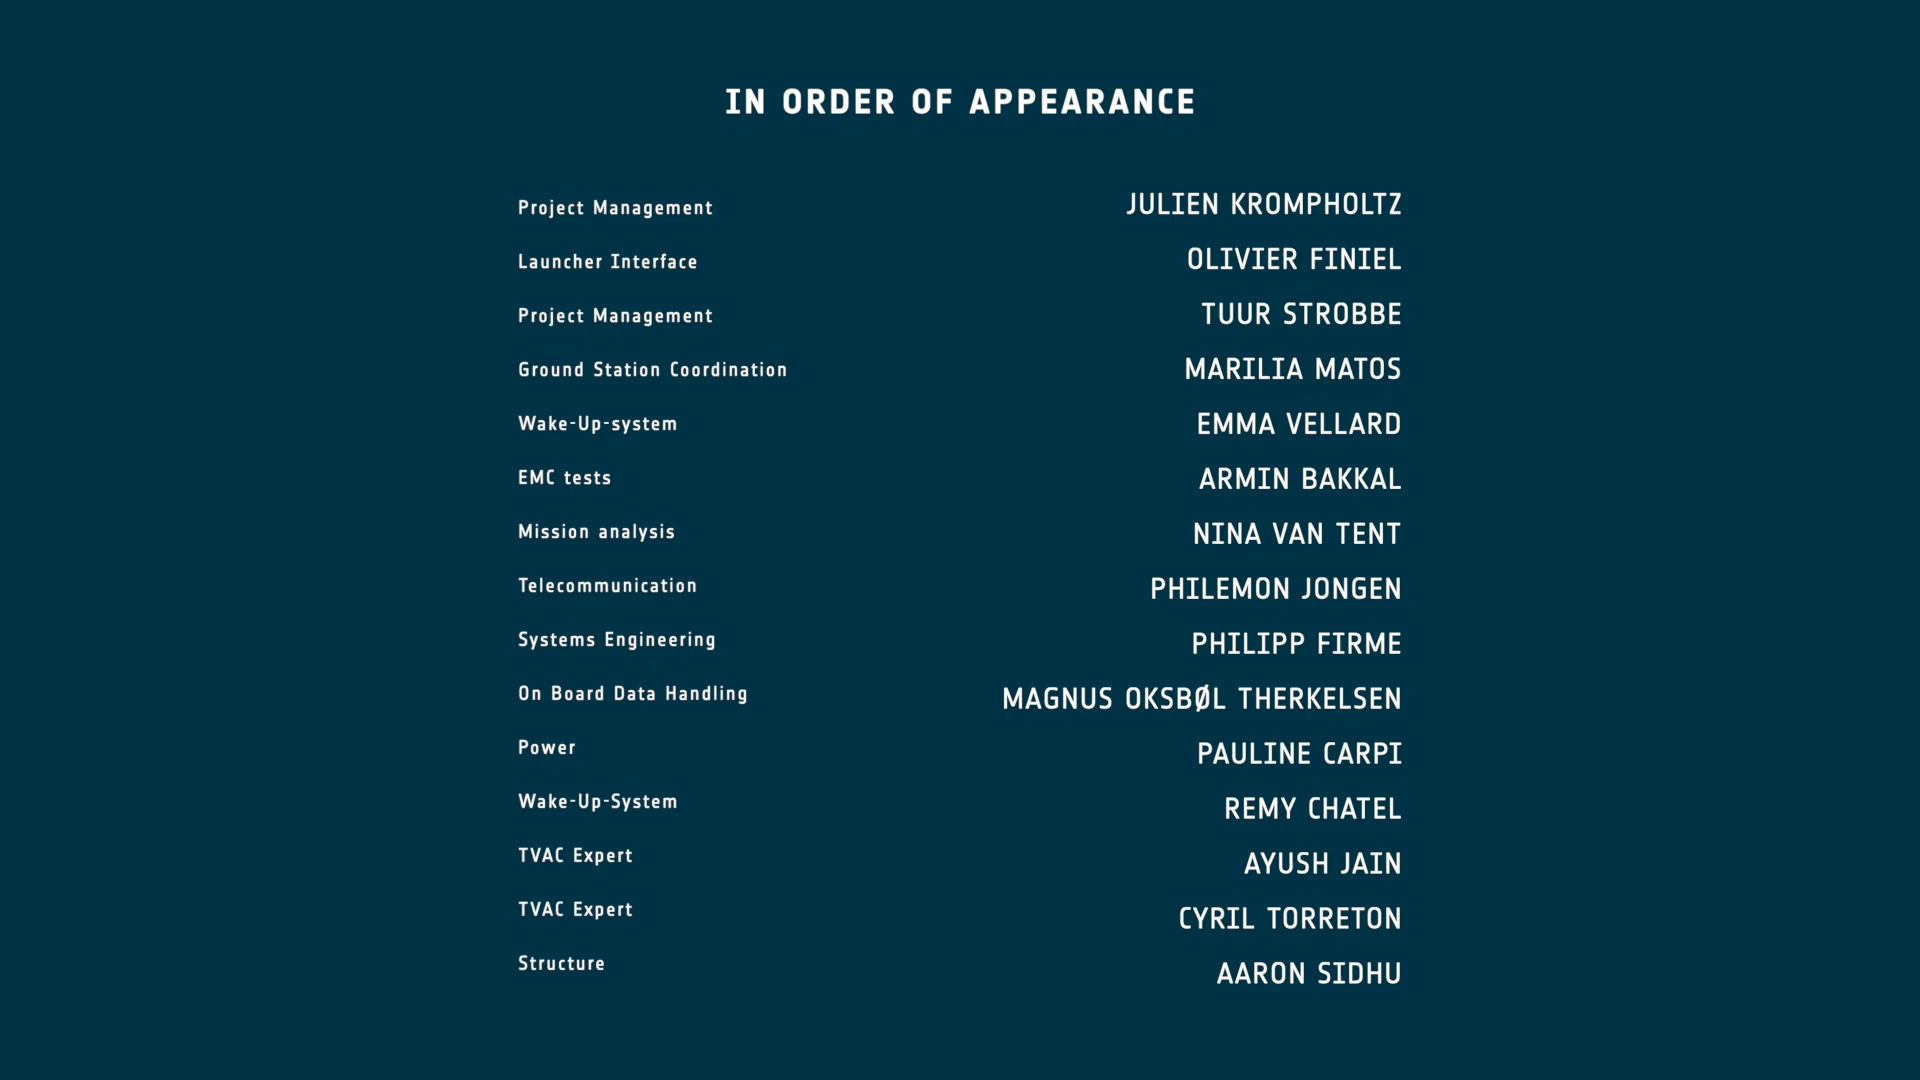 IN ORDER OF APPEARANCE
Project Management JULIEN KROMPHOLTZ
Launcher Interface OLIVIER FINIEL
Project Management TUUR STROBBE
Ground Station Coordination MARILIA MATOS
Wake-Up-system EMMA VELLARD
EMC tests ARMIN BAKKAL
Mission analysis NINA VAN TENT
Telecommunication PHILEMON JONGEN
Systems Engineering PHILIPP FIRME
On Board Data Handling MAGNUS OKSBØL THERKELSEN
Power PAULINE CARPI
Wake-Up-System REMY CHATEL
TVAC Expert AYUSH JAIN
TVAC Expert CYRIL TORRETON
Structure AARON SIDHU